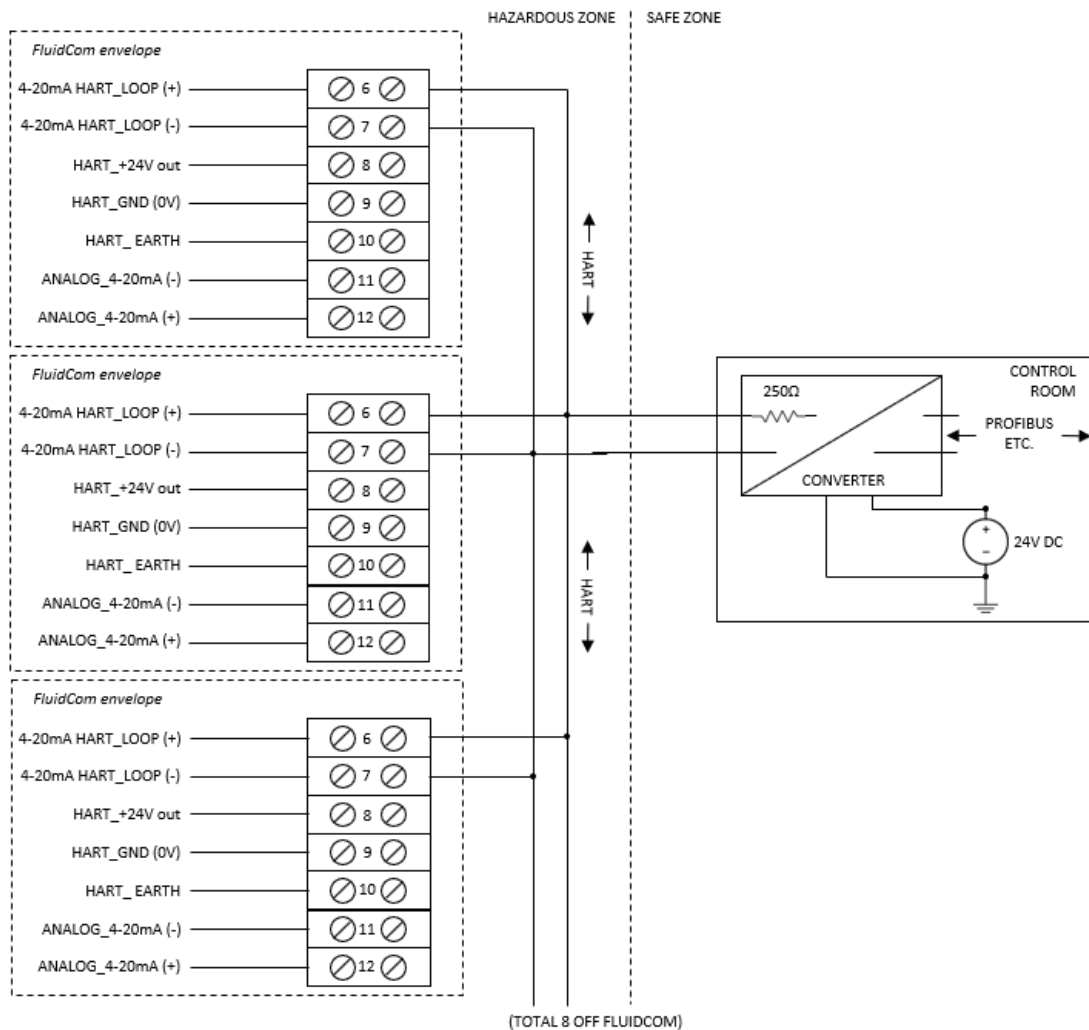 HAZARDOUS ZONE
SAFE ZONE
FluidCom envelope
4-20mA HART_LOOP (+)
6
4-20mA HART_LOOP (-)
7
HART_+24V out
8
HART_GND (0V)
9
HART_ EARTH
10
ANALOG_4-20mA (-)
11
ANALOG_4-20mA (+)
12
HART
FluidCom envelope
4-20mA HART_LOOP (+)
6
4-20mA HART_LOOP (-)
7
HART_+24V out
8
HART_GND (0V)
9
HART_ EARTH
10
ANALOG_4-20mA (-)
11
ANALOG_4-20mA (+)
12
HART
CONTROL
ROOM
250Ω
CONVERTER
PROFIBUS
ETC.
+
–
24V DC
FluidCom envelope
4-20mA HART_LOOP (+)
6
4-20mA HART_LOOP (-)
7
HART_+24V out
8
HART_GND (0V)
9
HART_ EARTH
10
ANALOG_4-20mA (-)
11
ANALOG_4-20mA (+)
12
(TOTAL 8 OFF FLUIDCOM)